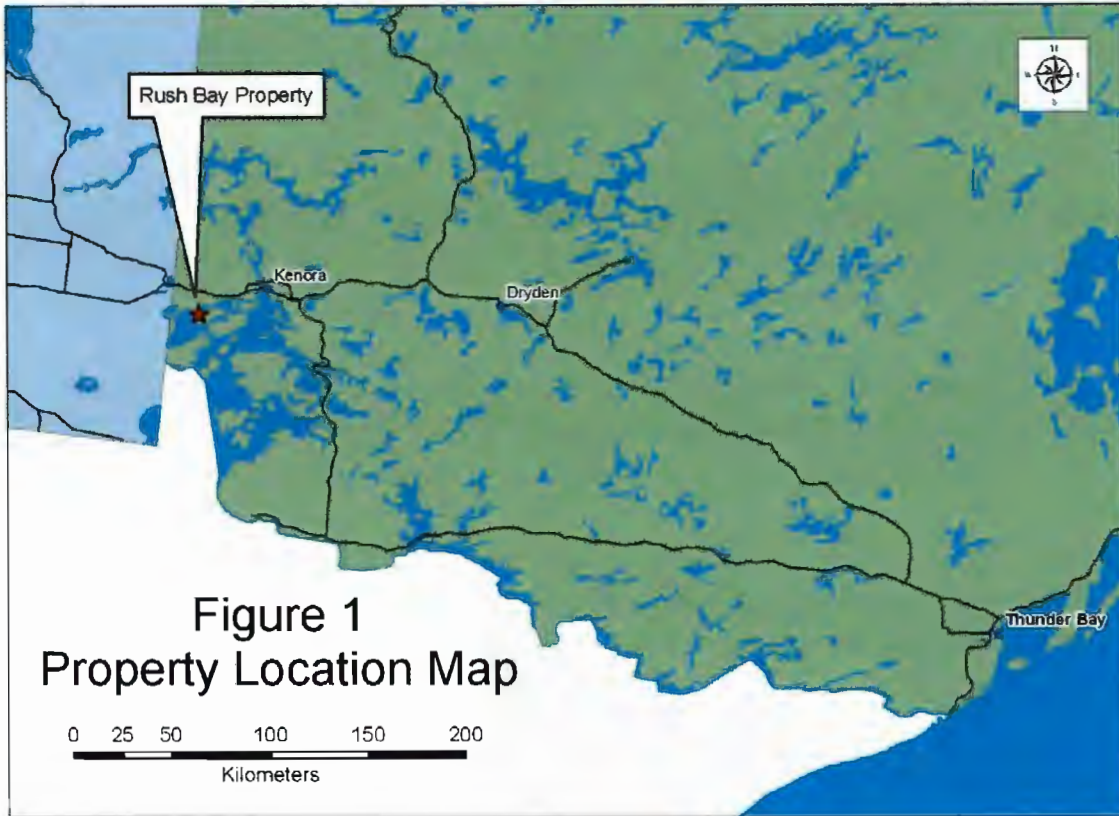 Rush Bay Property
N
Kenora
Dryden
Thunder Bay
Figure 1
Property Location Map
0 25 50 100 150 200
Kilometers